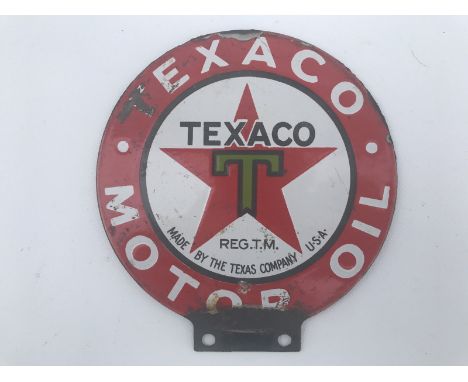 TEXACO
MOTOR OIL
TEXACO
T
REG.T.M.
MADE BY THE TEXAS COMPANY U·S·A·